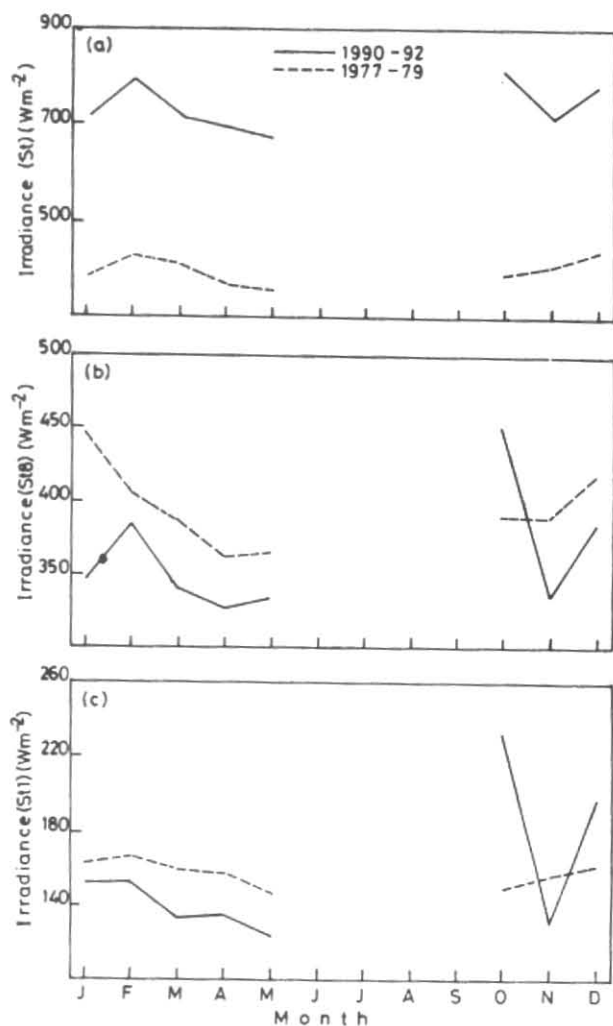 900
(a)
1990-92
1977-79
700
500
Irradiance (St)(Wm-2)
500
(b)
450
400
350
Irradiance(St8)(Wm-2)
260
(c)
220
180
140
Irradiance(St1)(Wm-2)
J F M A M J J A S O N D
Month